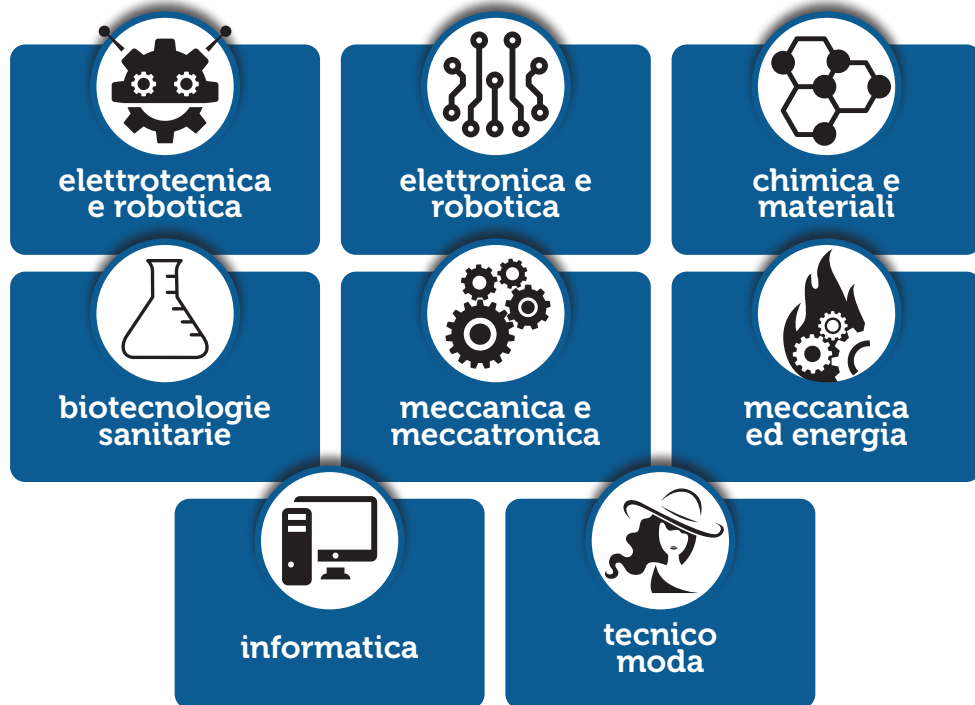 elettrotecnica
e robotica
elettronica e
robotica
chimica e
materiali
biotecnologie
sanitarie
meccanica e
meccatronica
meccanica
ed energia
informatica
tecnico
moda